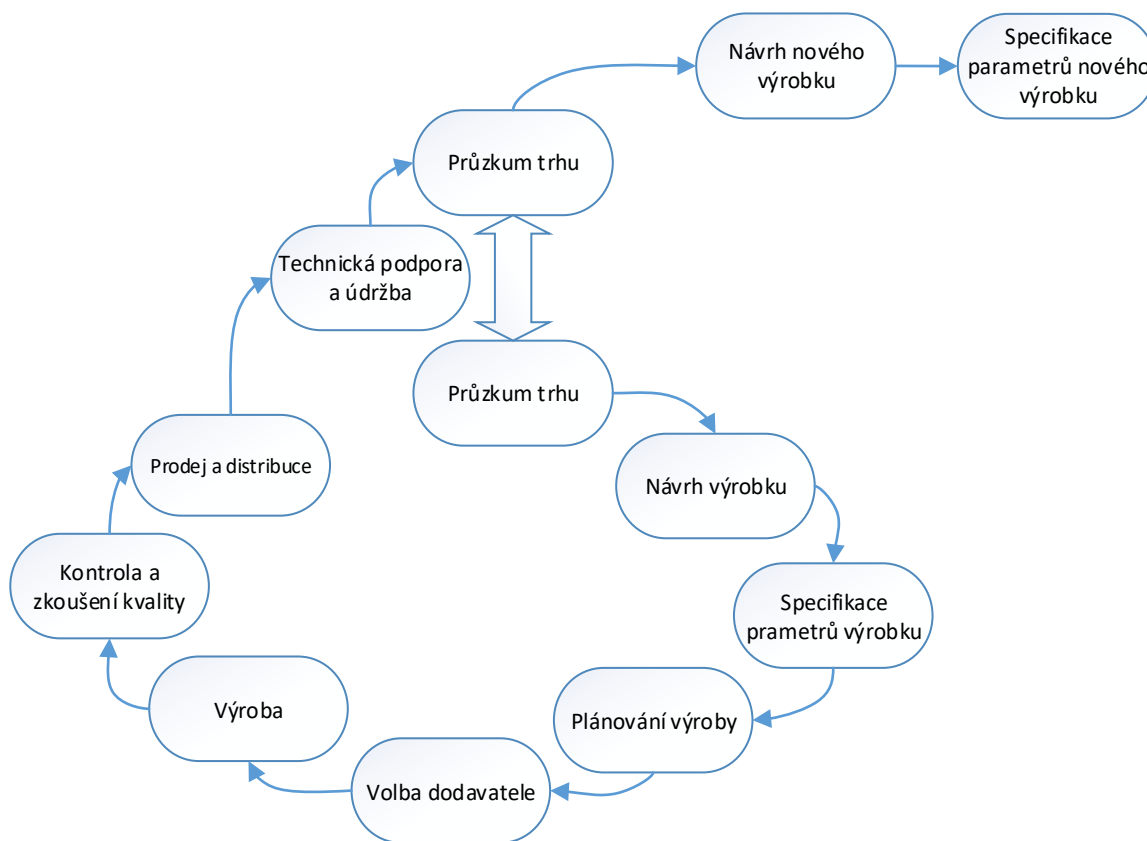 Návrh nového
výrobku
Specifikace
parametrů nového
výrobku
Průzkum trhu
Technická podpora
a údržba
Průzkum trhu
Návrh výrobku
Specifikace
prametrů výrobku
Plánování výroby
Volba dodavatele
Výroba
Kontrola a
zkoušení kvality
Prodej a distribuce